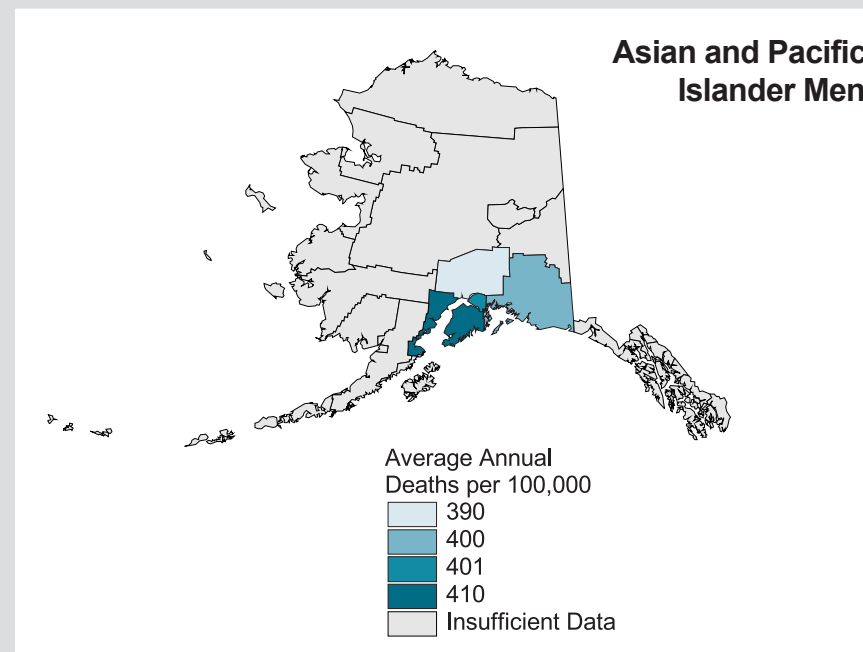 Asian and Pacific
Islander Men
Average Annual
Deaths per 100,000
390
400
401
410
Insufficient Data